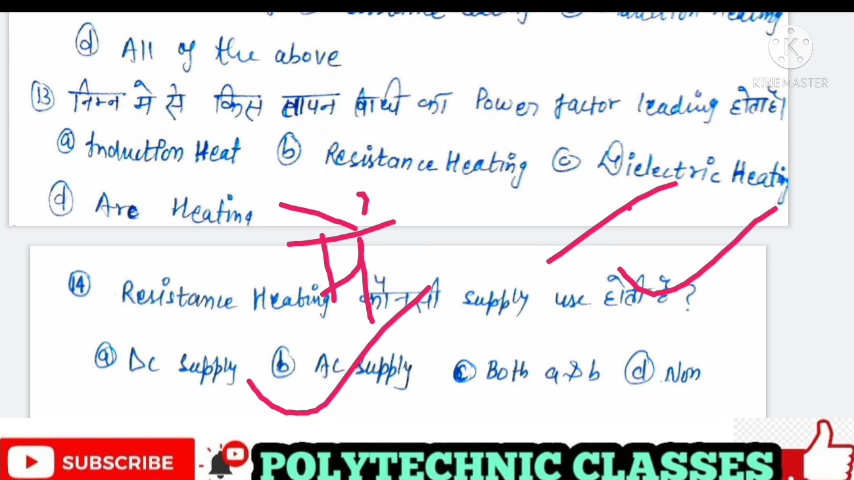 Heating
KINEMASTER
(d) All of the above
(13) निम्न मे से किस तापन का Power factor leading होता है।
(a) Induction Heat (b) Resistance Heating (c) Dielectric Heating
(d) Arc Heating
में
(14) Resistance Heating कौनसी supply use होती है ?
(a) DC supply (b) AC supply (c) Both a & b (d) Non
SUBSCRIBE POLYTECHNIC CLASSES